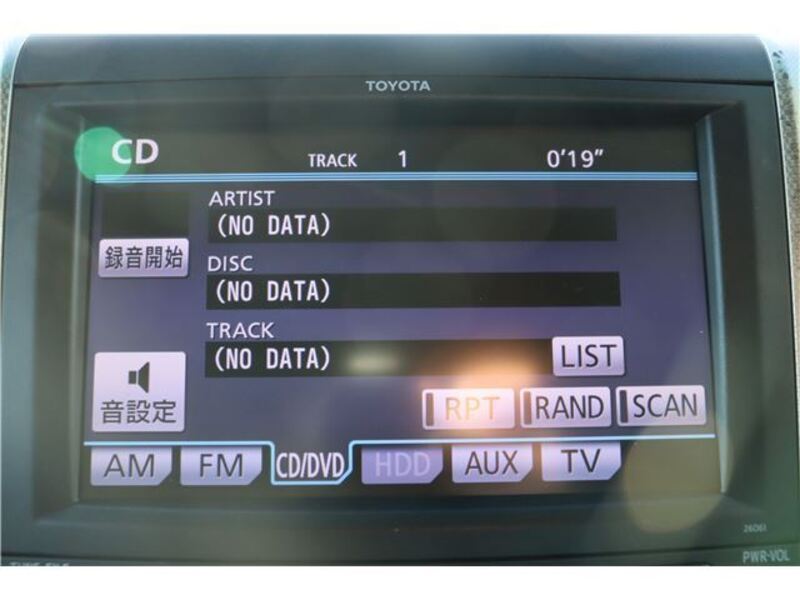 TOYOTA
CD
TRACK 1 0'19"
ARTIST
(NO DATA)
録音開始
DISC
(NO DATA)
TRACK
(NO DATA)
LIST
音設定
RPT RAND SCAN
AM FM CD/DVD HDD AUX TV
26061
PWR·VOL